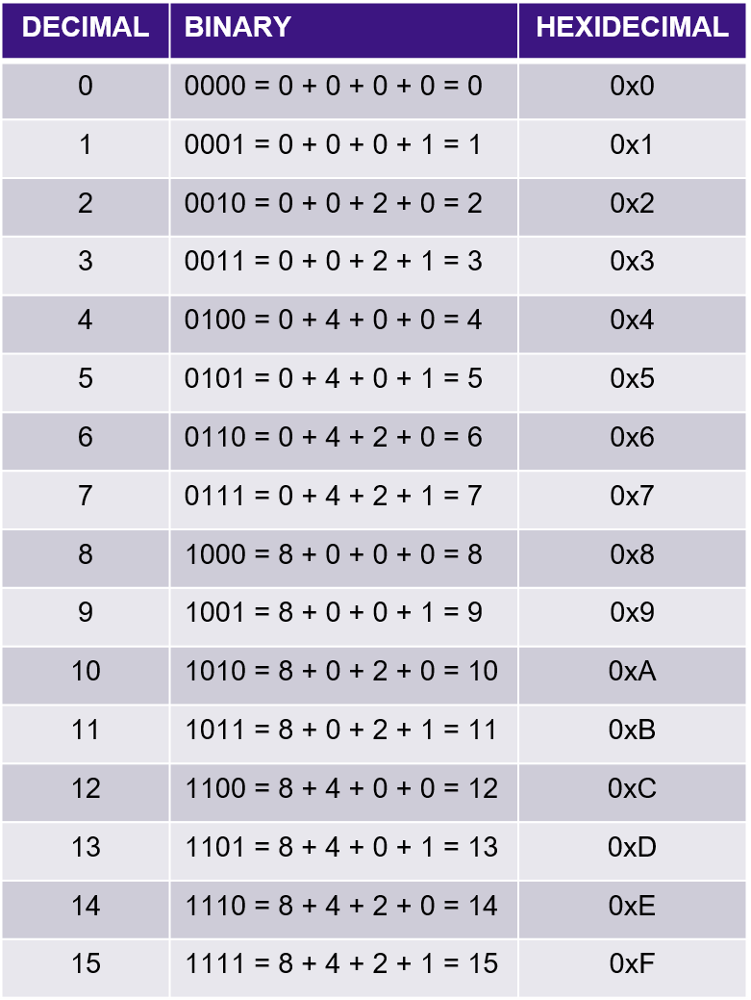 DECIMAL BINARY HEXIDECIMAL
0 0000 = 0 + 0 + 0 + 0 = 0 0x0
1 0001 = 0 + 0 + 0 + 1 = 1 0x1
2 0010 = 0 + 0 + 2 + 0 = 2 0x2
3 0011 = 0 + 0 + 2 + 1 = 3 0x3
4 0100 = 0 + 4 + 0 + 0 = 4 0x4
5 0101 = 0 + 4 + 0 + 1 = 5 0x5
6 0110 = 0 + 4 + 2 + 0 = 6 0x6
7 0111 = 0 + 4 + 2 + 1 = 7 0x7
8 1000 = 8 + 0 + 0 + 0 = 8 0x8
9 1001 = 8 + 0 + 0 + 1 = 9 0x9
10 1010 = 8 + 0 + 2 + 0 = 10 0xA
11 1011 = 8 + 0 + 2 + 1 = 11 0xB
12 1100 = 8 + 4 + 0 + 0 = 12 0xC
13 1101 = 8 + 4 + 0 + 1 = 13 0xD
14 1110 = 8 + 4 + 2 + 0 = 14 0xE
15 1111 = 8 + 4 + 2 + 1 = 15 0xF